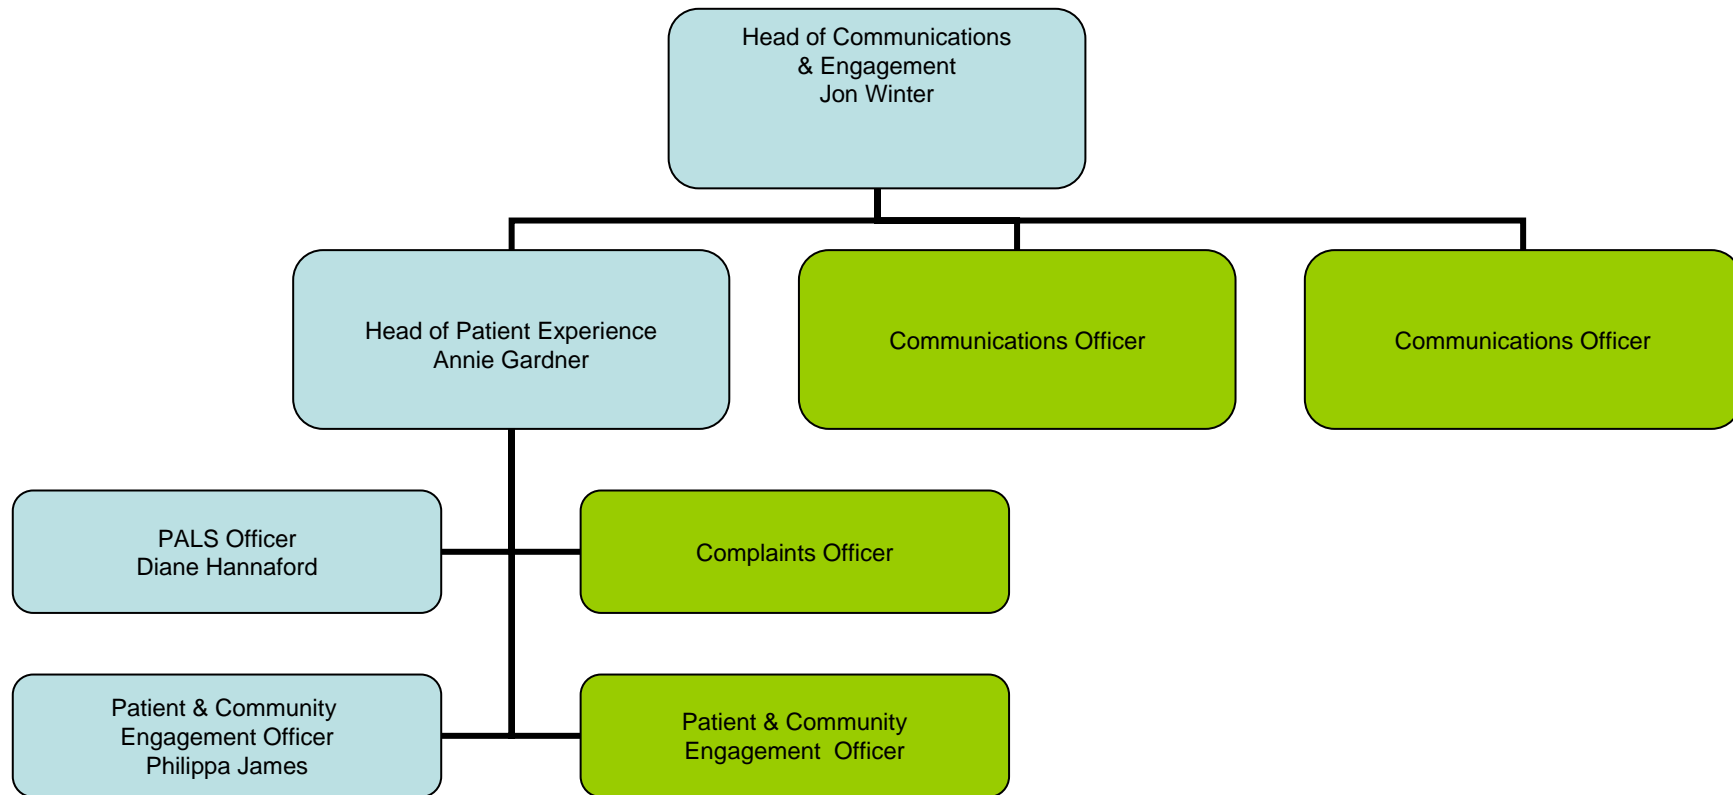 Head of Communications
& Engagement
Jon Winter
Head of Patient Experience
Annie Gardner
Communications Officer
Communications Officer
PALS Officer
Diane Hannaford
Complaints Officer
Patient & Community
Engagement Officer
Philippa James
Patient & Community
Engagement  Officer